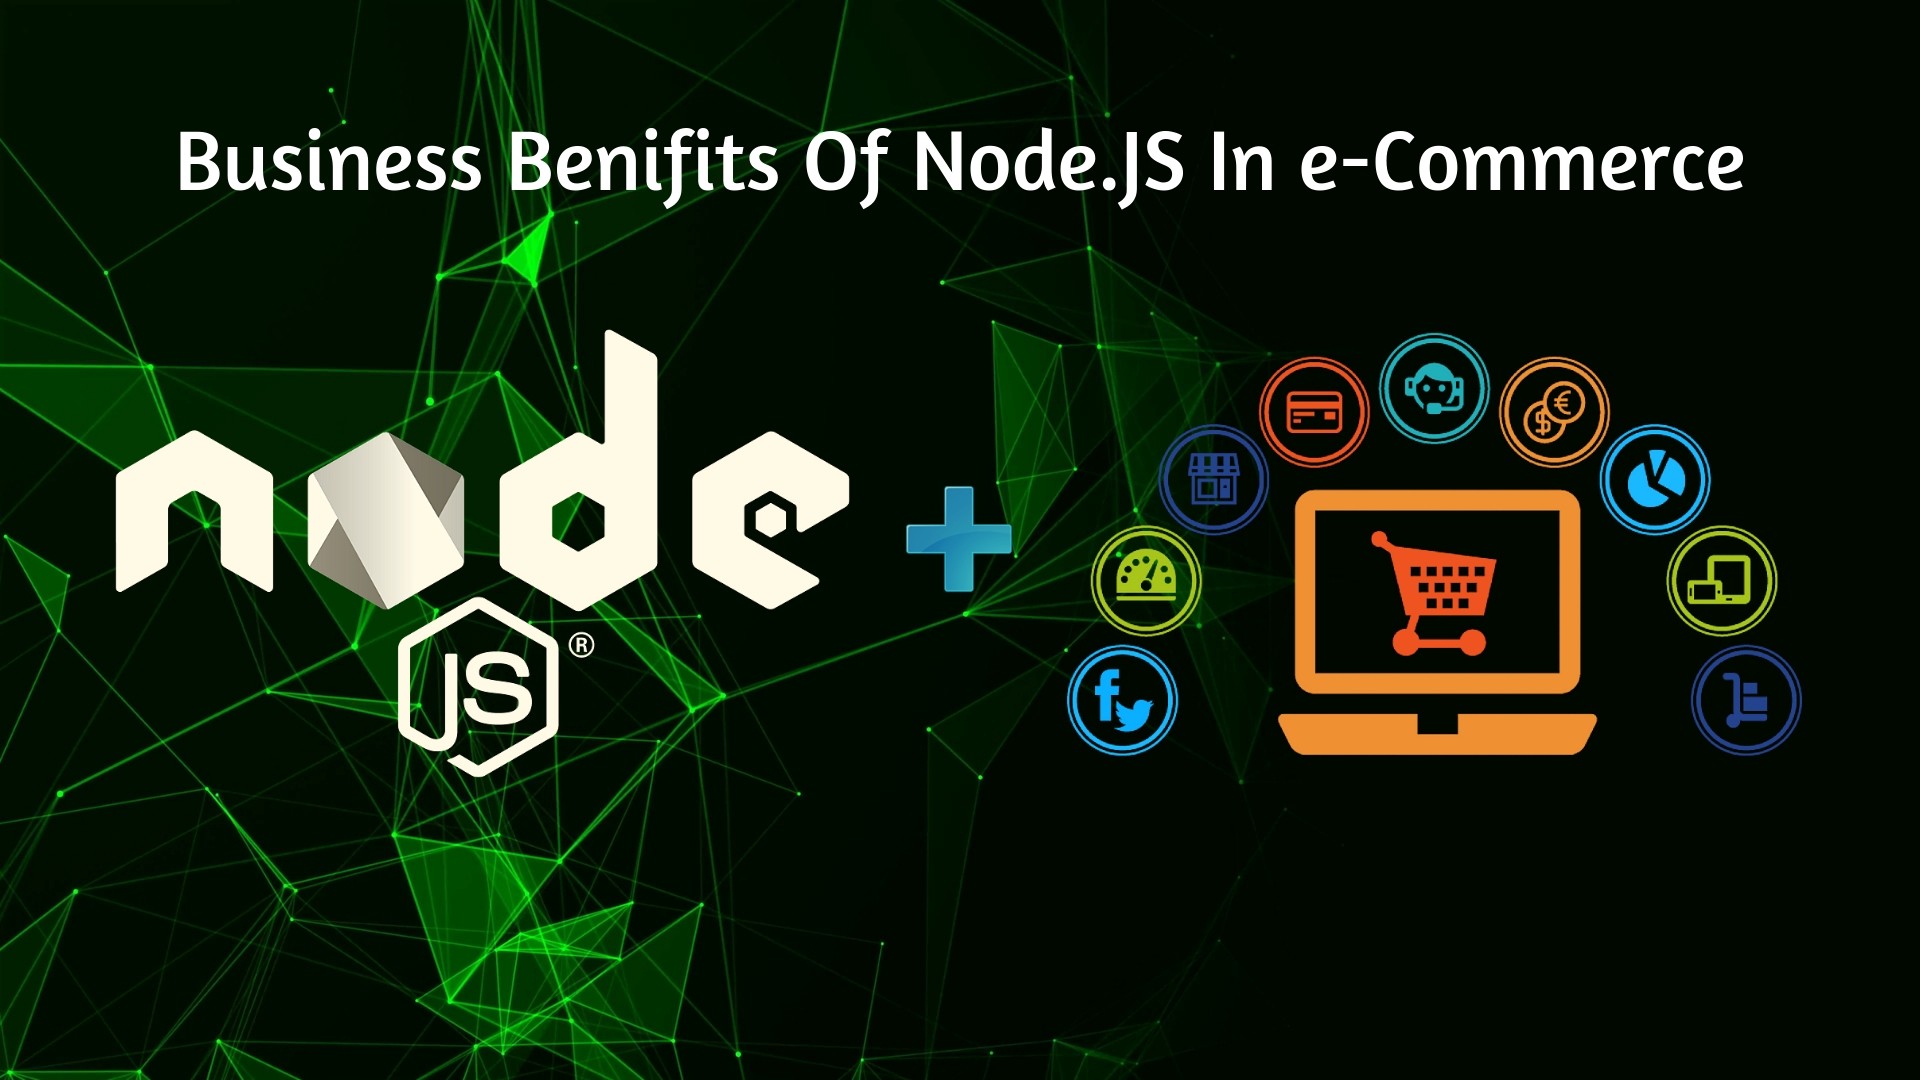 Business Benifits Of Node.JS In e-Commerce
node
JS ®
$ €
f